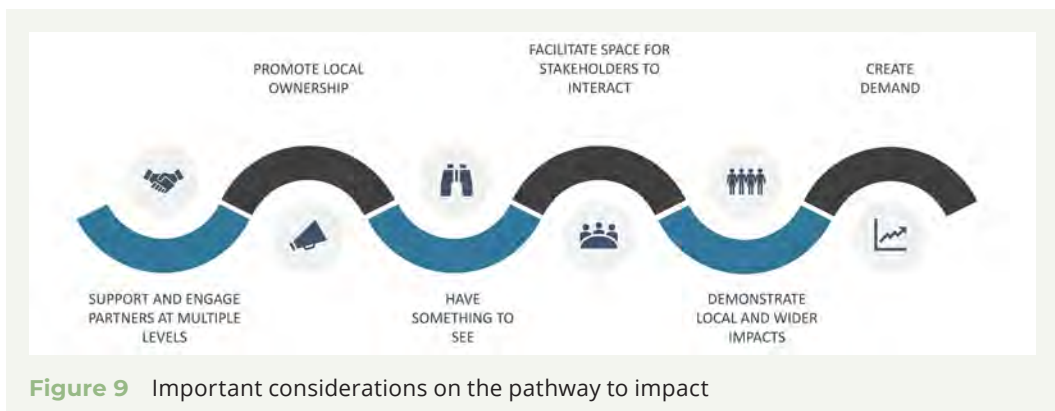 PROMOTE LOCAL
OWNERSHIP
FACILITATE SPACE FOR
STAKEHOLDERS TO
INTERACT
CREATE
DEMAND
SUPPORT AND ENGAGE
PARTNERS AT MULTIPLE
LEVELS
HAVE
SOMETHING TO
SEE
DEMONSTRATE
LOCAL AND WIDER
IMPACTS
Figure 9 Important considerations on the pathway to impact